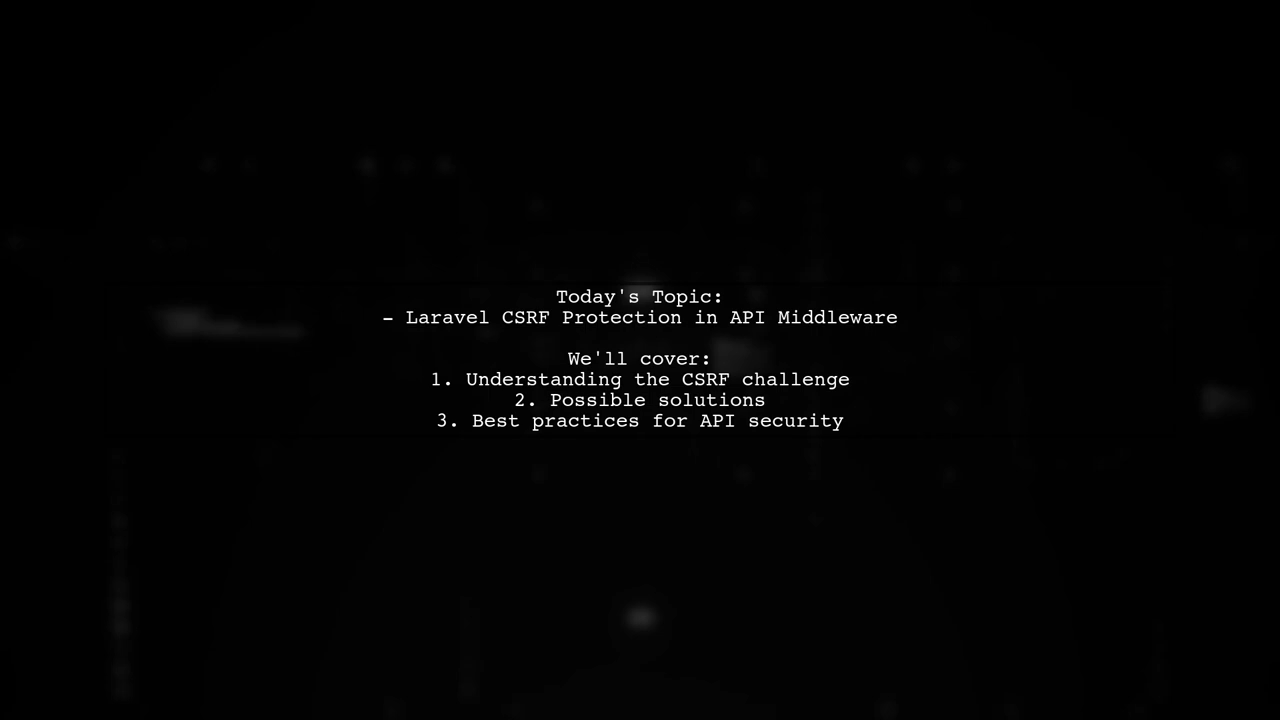 Today's Topic:
- Laravel CSRF Protection in API Middleware
We'll cover:
1. Understanding the CSRF challenge
2. Possible solutions
3. Best practices for API security